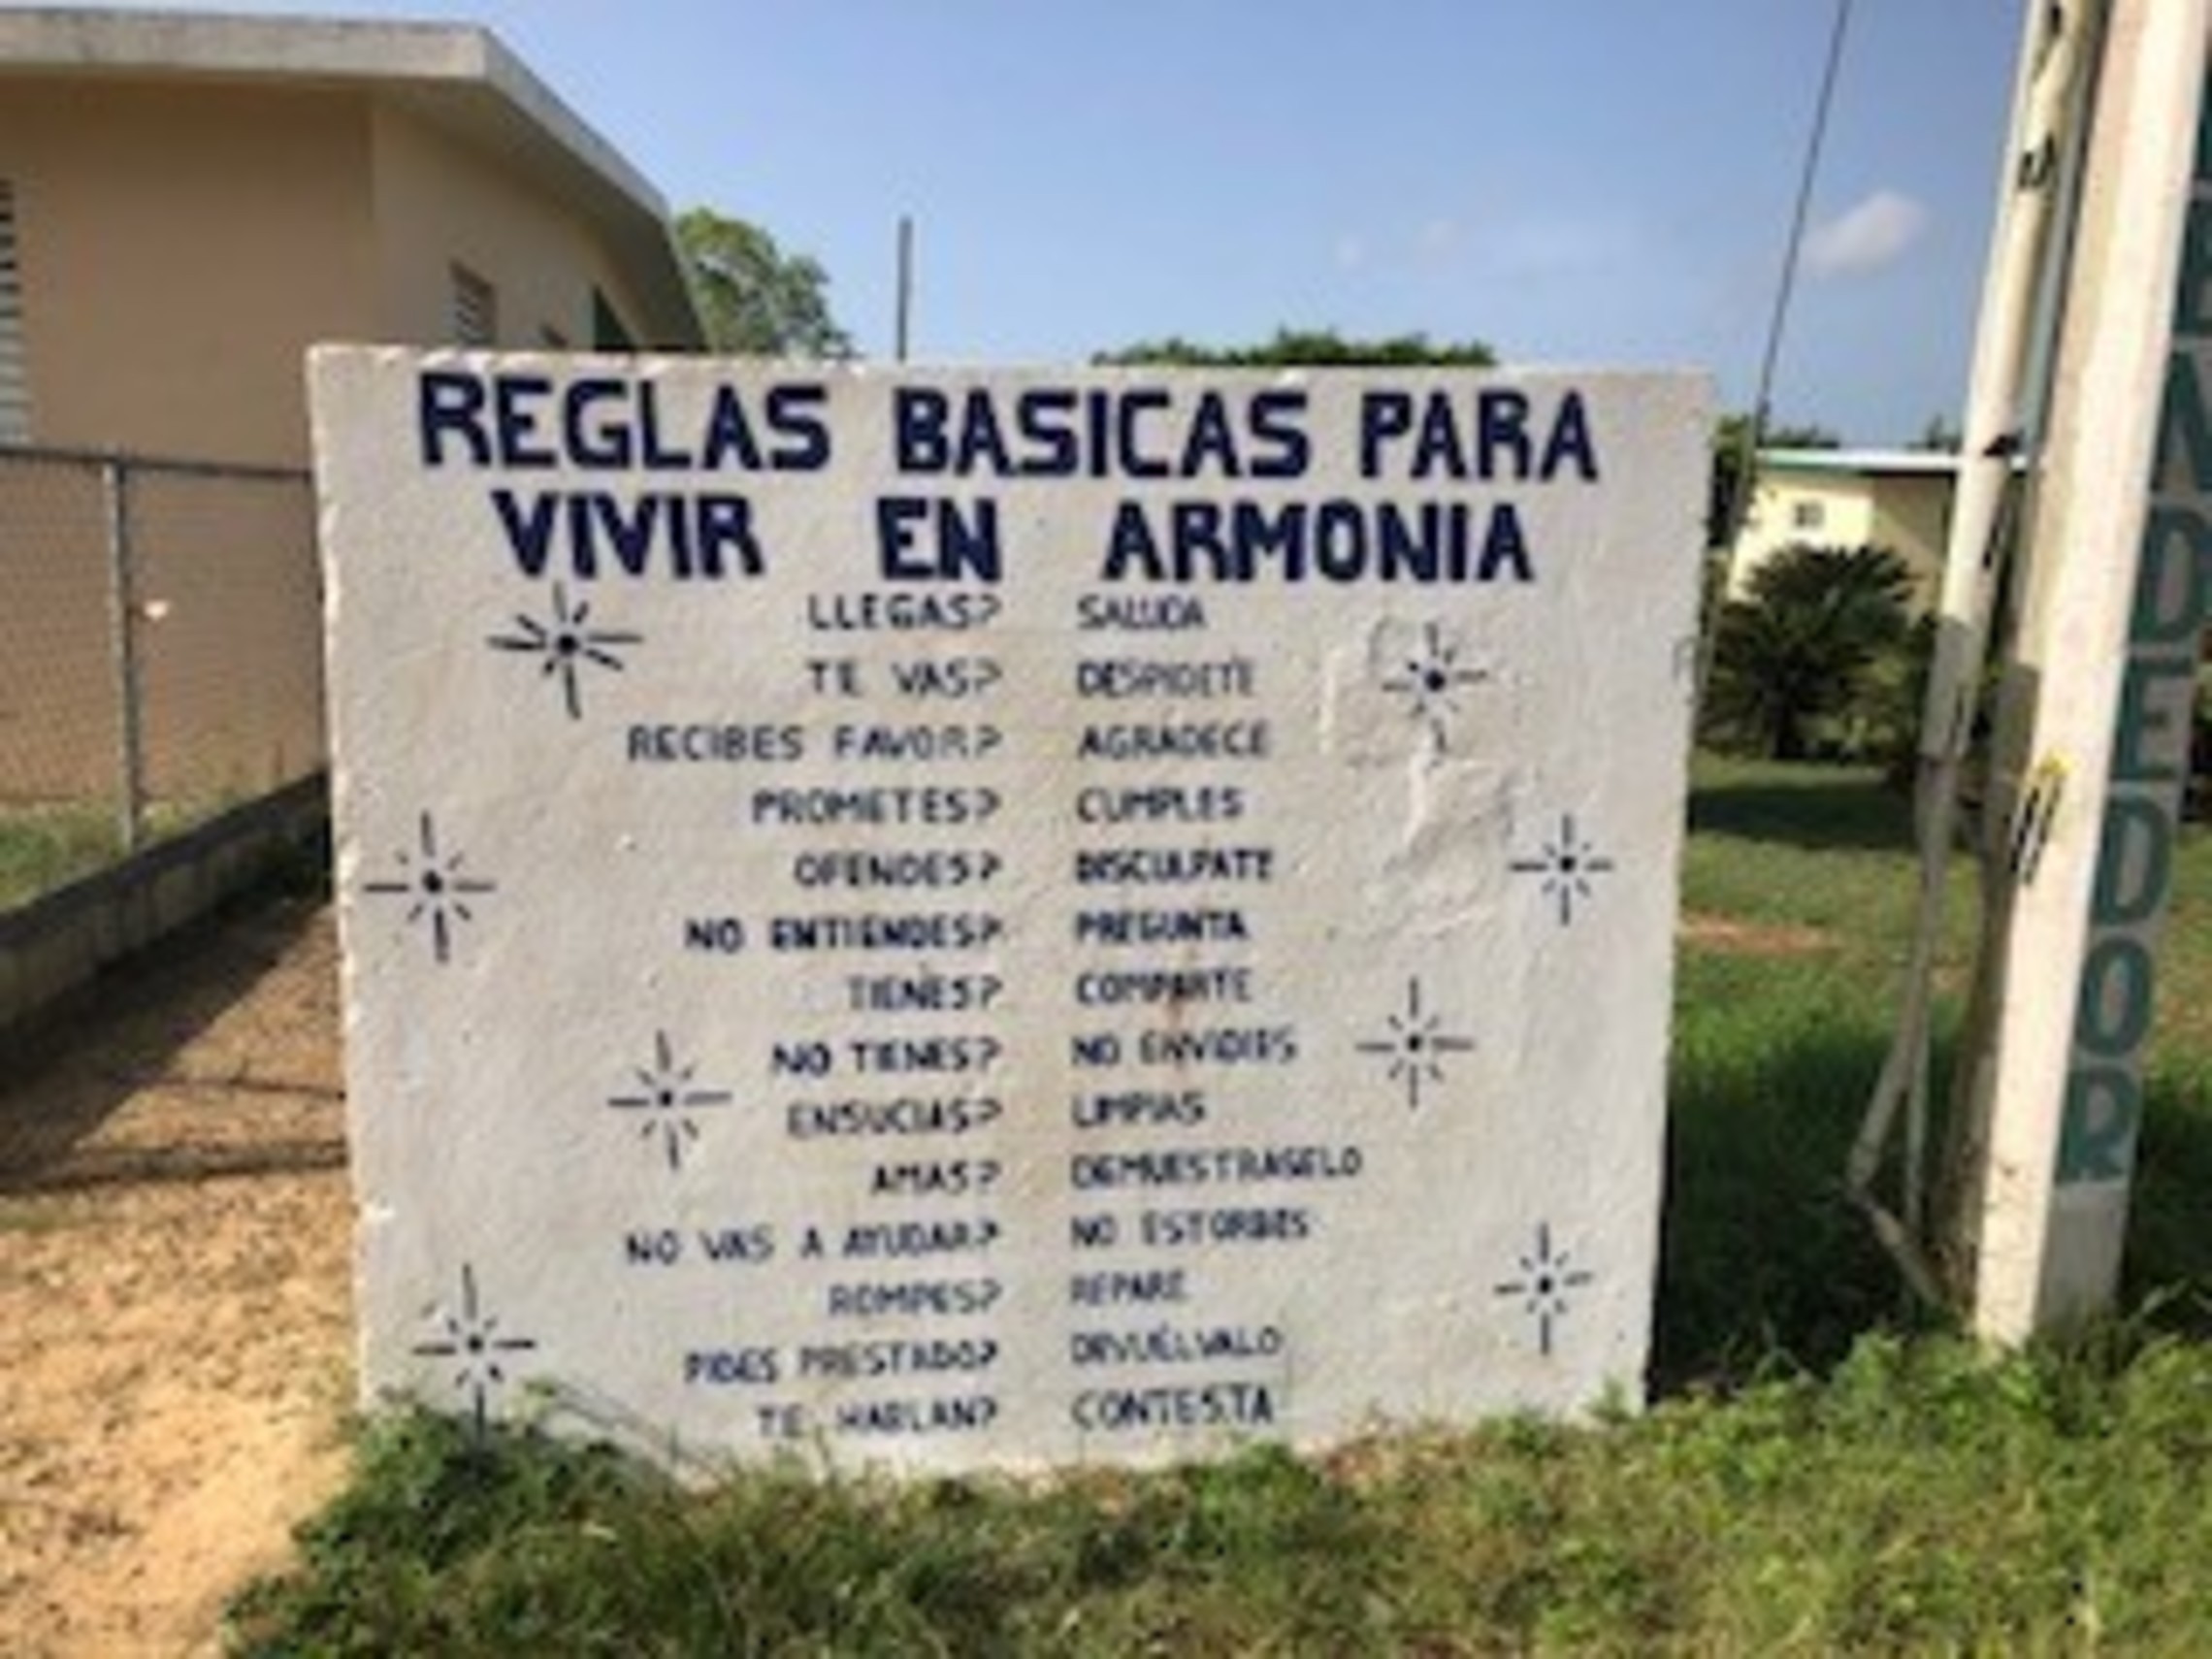 REGLAS BASICAS PARA
VIVIR EN ARMONIA
LLEGAS? SALUDA
TE VAS? DESPIDETE
RECIBES FAVOR? AGRADECE
PROMETES? CUMPLES
OFENDES? DISCULPATE
NO ENTIENDES? PREGUNTA
TIENES? COMPARTE
NO TIENES? NO ENVIDIES
ENSUCIAS? LIMPIAS
AMAS? DEMUESTRASELO
NO VAS A AYUDAR? NO ESTORBES
ROMPES? REPARE
PIDES PRESTADO? DEVUÉLVALO
TE HABLAN? CONTESTA